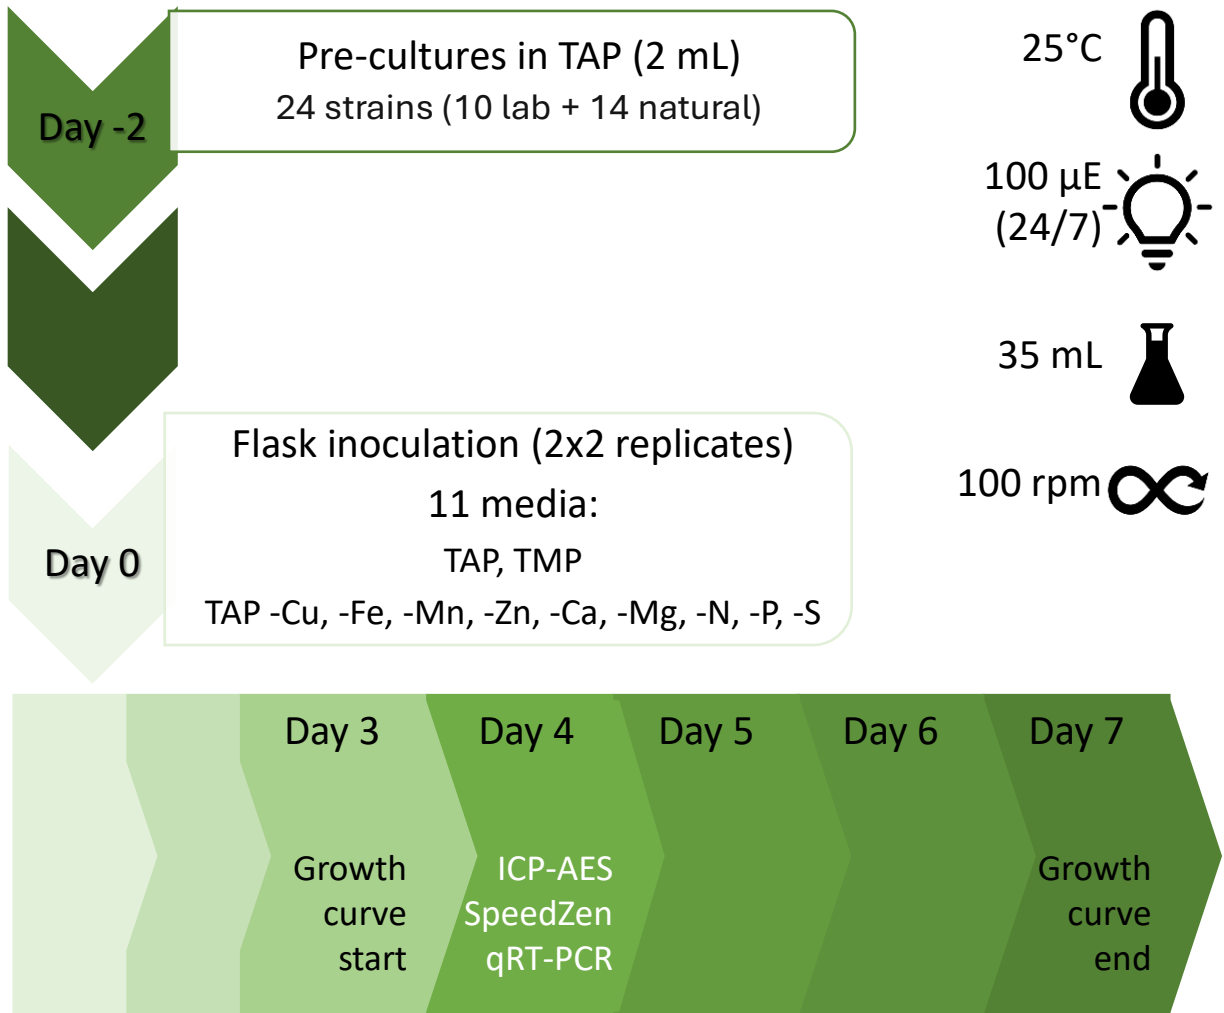 Day -2
Pre-cultures in TAP (2 mL)
24 strains (10 lab + 14 natural)
25°C
100 µE
(24/7)
35 mL
100 rpm
Day 0
Flask inoculation (2x2 replicates)
11 media:
TAP, TMP
TAP -Cu, -Fe, -Mn, -Zn, -Ca, -Mg, -N, -P, -S
Day 3
Growth
curve
start
Day 4
ICP-AES
SpeedZen
qRT-PCR
Day 5
Day 6
Day 7
Growth
curve
end